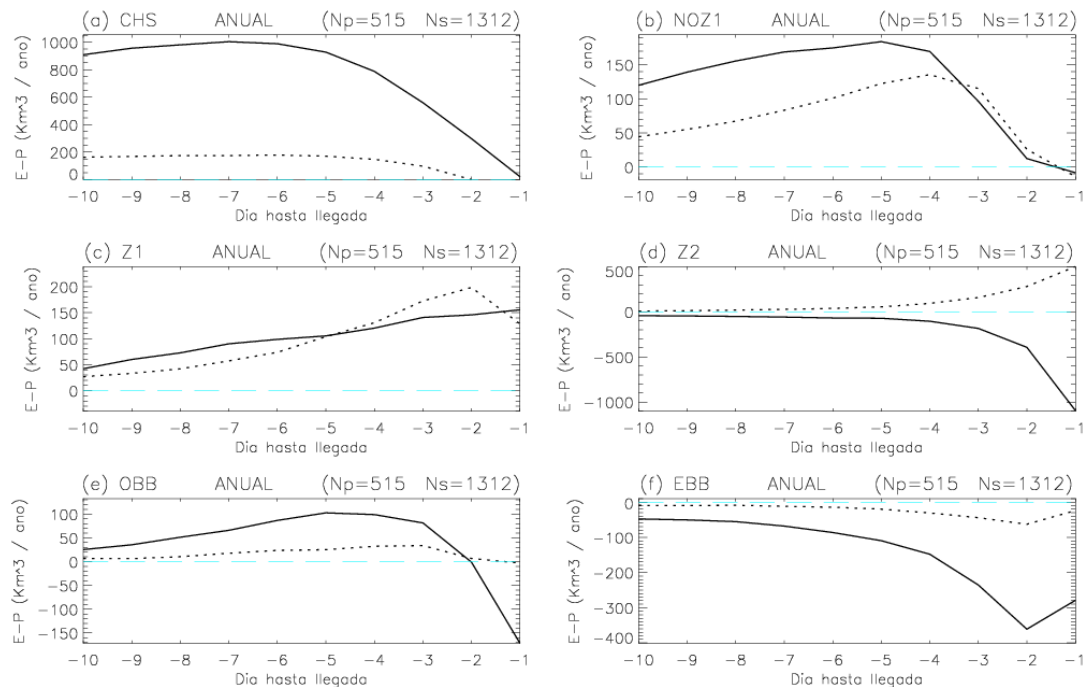 (a) CHS ANUAL (Np=515 Ns=1312)
E-P (Km^3 / ano)
1000
800
600
400
200
0
-10 -9 -8 -7 -6 -5 -4 -3 -2 -1
Dia hasta llegada
(b) NOZ1 ANUAL (Np=515 Ns=1312)
E-P (Km^3 / ano)
150
100
50
0
-10 -9 -8 -7 -6 -5 -4 -3 -2 -1
Dia hasta llegada
(c) Z1 ANUAL (Np=515 Ns=1312)
E-P (Km^3 / ano)
200
150
100
50
0
-10 -9 -8 -7 -6 -5 -4 -3 -2 -1
Dia hasta llegada
(d) Z2 ANUAL (Np=515 Ns=1312)
E-P (Km^3 / ano)
500
0
-500
-1000
-10 -9 -8 -7 -6 -5 -4 -3 -2 -1
Dia hasta llegada
(e) OBB ANUAL (Np=515 Ns=1312)
E-P (Km^3 / ano)
100
50
0
-50
-100
-150
-10 -9 -8 -7 -6 -5 -4 -3 -2 -1
Dia hasta llegada
(f) EBB ANUAL (Np=515 Ns=1312)
E-P (Km^3 / ano)
0
-100
-200
-300
-400
-10 -9 -8 -7 -6 -5 -4 -3 -2 -1
Dia hasta llegada